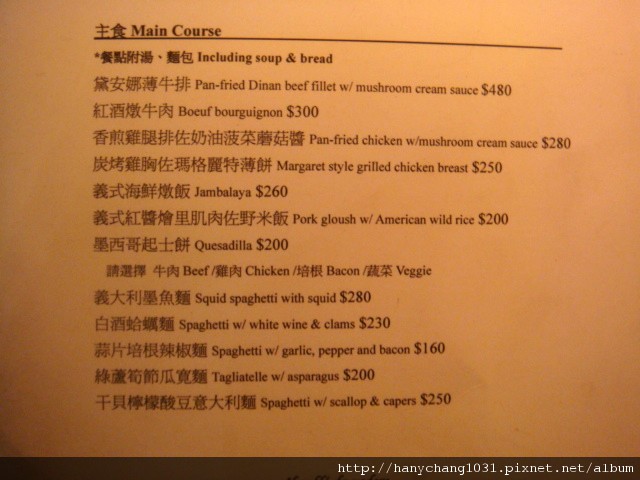 主食 Main Course
*餐點附湯、麵包 Including soup & bread
黛安娜薄牛排 Pan-fried Dinan beef fillet w/ mushroom cream sauce $480
紅酒燉牛肉 Boeuf bourguignon $300
香煎雞腿排佐奶油菠菜蘑菇醬 Pan-fried chicken w/mushroom cream sauce $280
炭烤雞胸佐瑪格麗特薄餅 Margaret style grilled chicken breast $250
義式海鮮燉飯 Jambalaya $260
義式紅醬燴里肌肉佐野米飯 Pork gloush w/ American wild rice $200
墨西哥起士餅 Quesadilla $200
請選擇 牛肉 Beef /雞肉 Chicken /培根 Bacon /蔬菜 Veggie
義大利墨魚麵 Squid spaghetti with squid $280
白酒蛤蠣麵 Spaghetti w/ white wine & clams $230
蒜片培根辣椒麵 Spaghetti w/ garlic, pepper and bacon $160
綠蘆筍節瓜寬麵 Tagliatelle w/ asparagus $200
干貝檸檬酸豆意大利麵 Spaghetti w/ scallop & capers $250
http://hanychang1031.pixnet.net/album